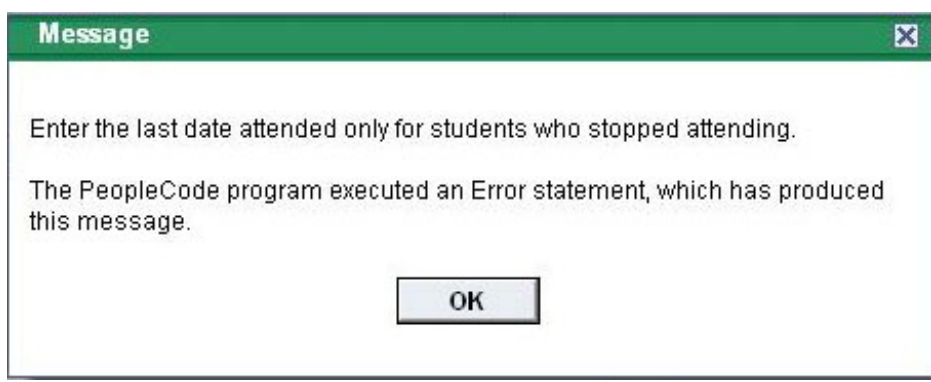 Message
Enter the last date attended only for students who stopped attending.
The PeopleCode program executed an Error statement, which has produced
this message.
OK